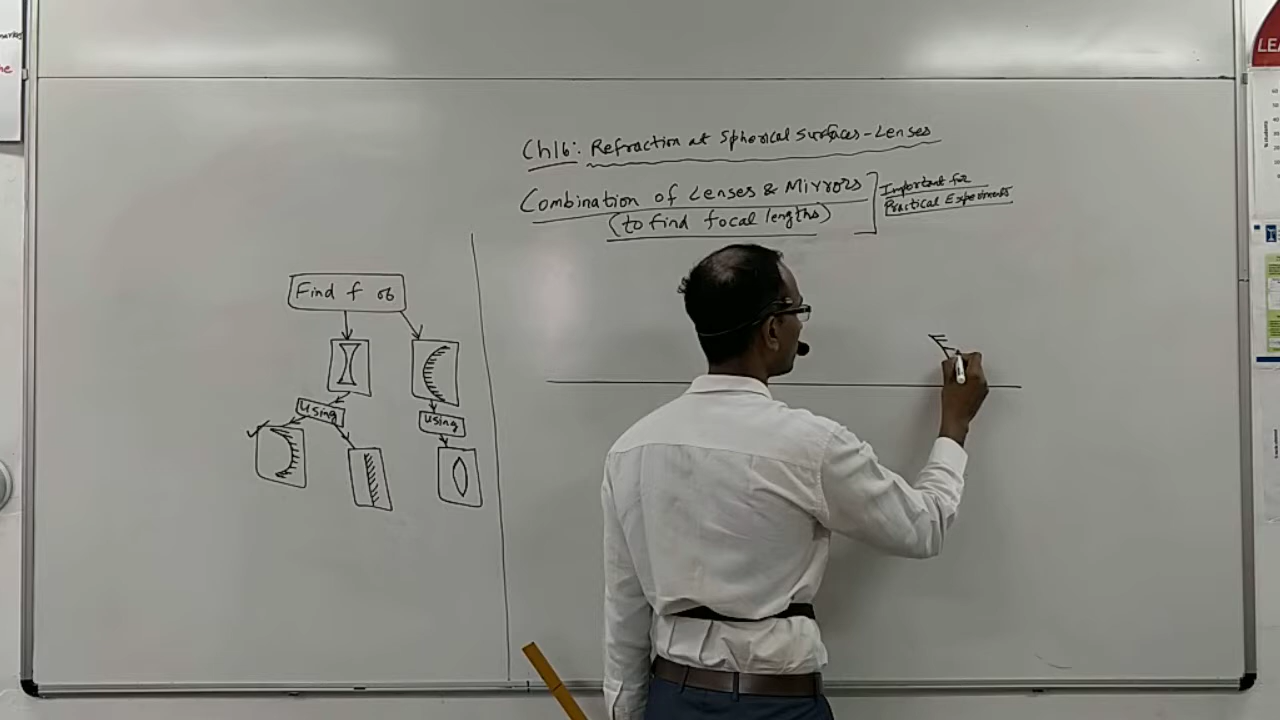 Ch16: Refraction at Spherical Surfaces-Lenses
Combination of Lenses & Mirrors
(to find focal lengths)
Important for
Practical Experiments
Find f of
Using
Using
LEA